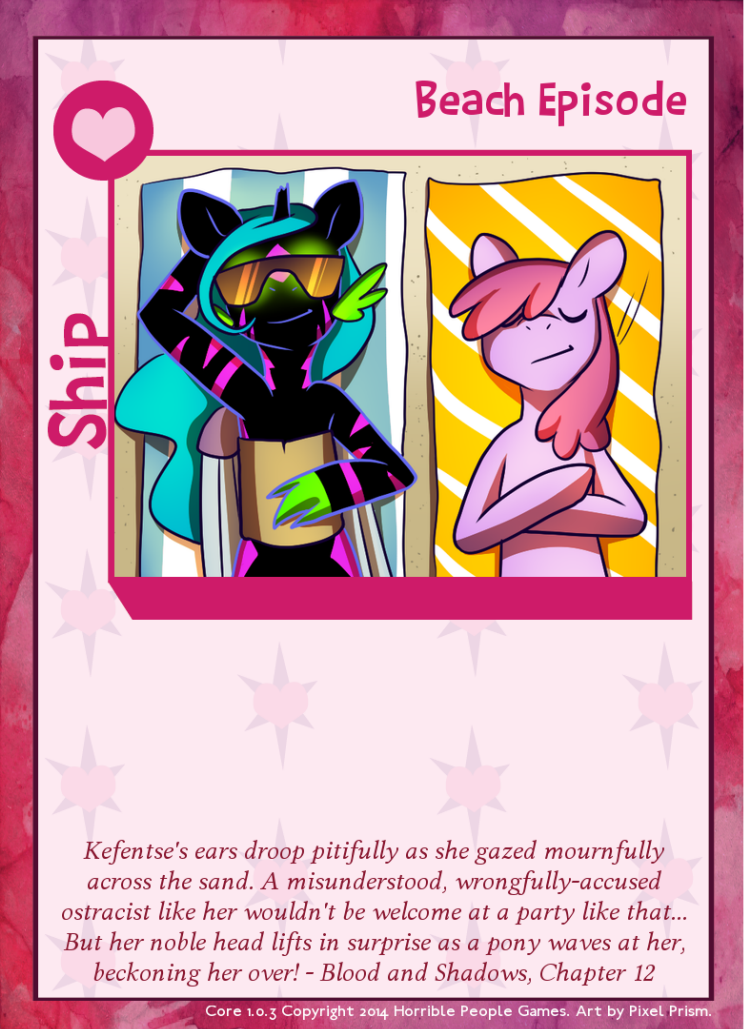 Beach Episode
Ship
Kefentse's ears droop pitifully as she gazed mournfully
across the sand. A misunderstood, wrongfully-accused
ostracist like her wouldn't be welcome at a party like that...
But her noble head lifts in surprise as a pony waves at her,
beckoning her over! - Blood and Shadows, Chapter 12
Core 1.0.3 Copyright 2014 Horrible People Games. Art by Pixel Prism.